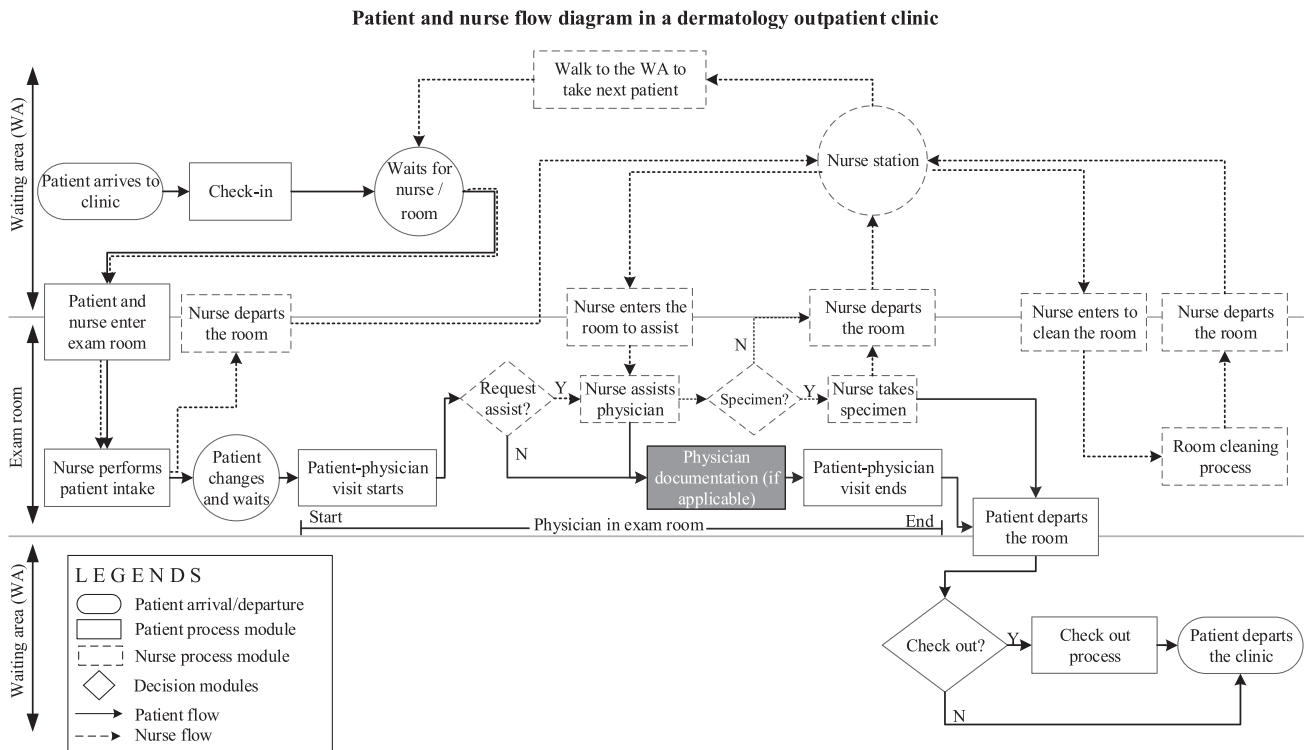 Patient and nurse flow diagram in a dermatology outpatient clinic
Waiting area (WA)
Walk to the WA to
take next patient
Patient arrives to
clinic
Check-in
Waits for
nurse /
room
Nurse station
Patient and
nurse enter
exam room
Nurse departs
the room
Nurse enters the
room to assist
Nurse departs
the room
Nurse enters to
clean the room
Nurse departs
the room
Exam room
Request
assist?
Y
N
Nurse assists
physician
Specimen?
N
Y
Nurse takes
specimen
Room cleaning
process
Nurse performs
patient intake
Patient
changes
and waits
Patient-physician
visit starts
Physician
documentation (if
applicable)
Patient-physician
visit ends
Start
Physician in exam room
End
Patient departs
the room
Waiting area (WA)
LEGENDS
Patient arrival/departure
Patient process module
Nurse process module
Decision modules
Patient flow
Nurse flow
Check out?
Y
N
Check out
process
Patient departs
the clinic